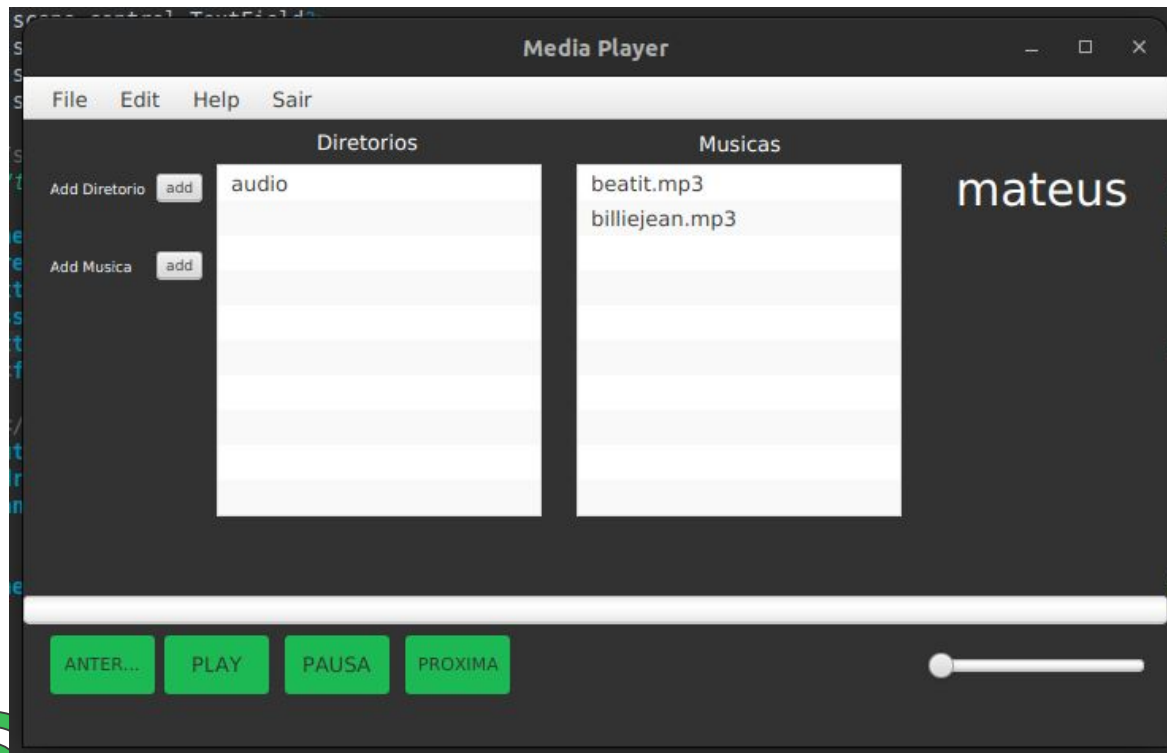 Media Player
File Edit Help Sair
Diretorios
Musicas
Add Diretorio add
audio
beatit.mp3
mateus
billiejean.mp3
Add Musica add
ANTER... PLAY PAUSA PROXIMA